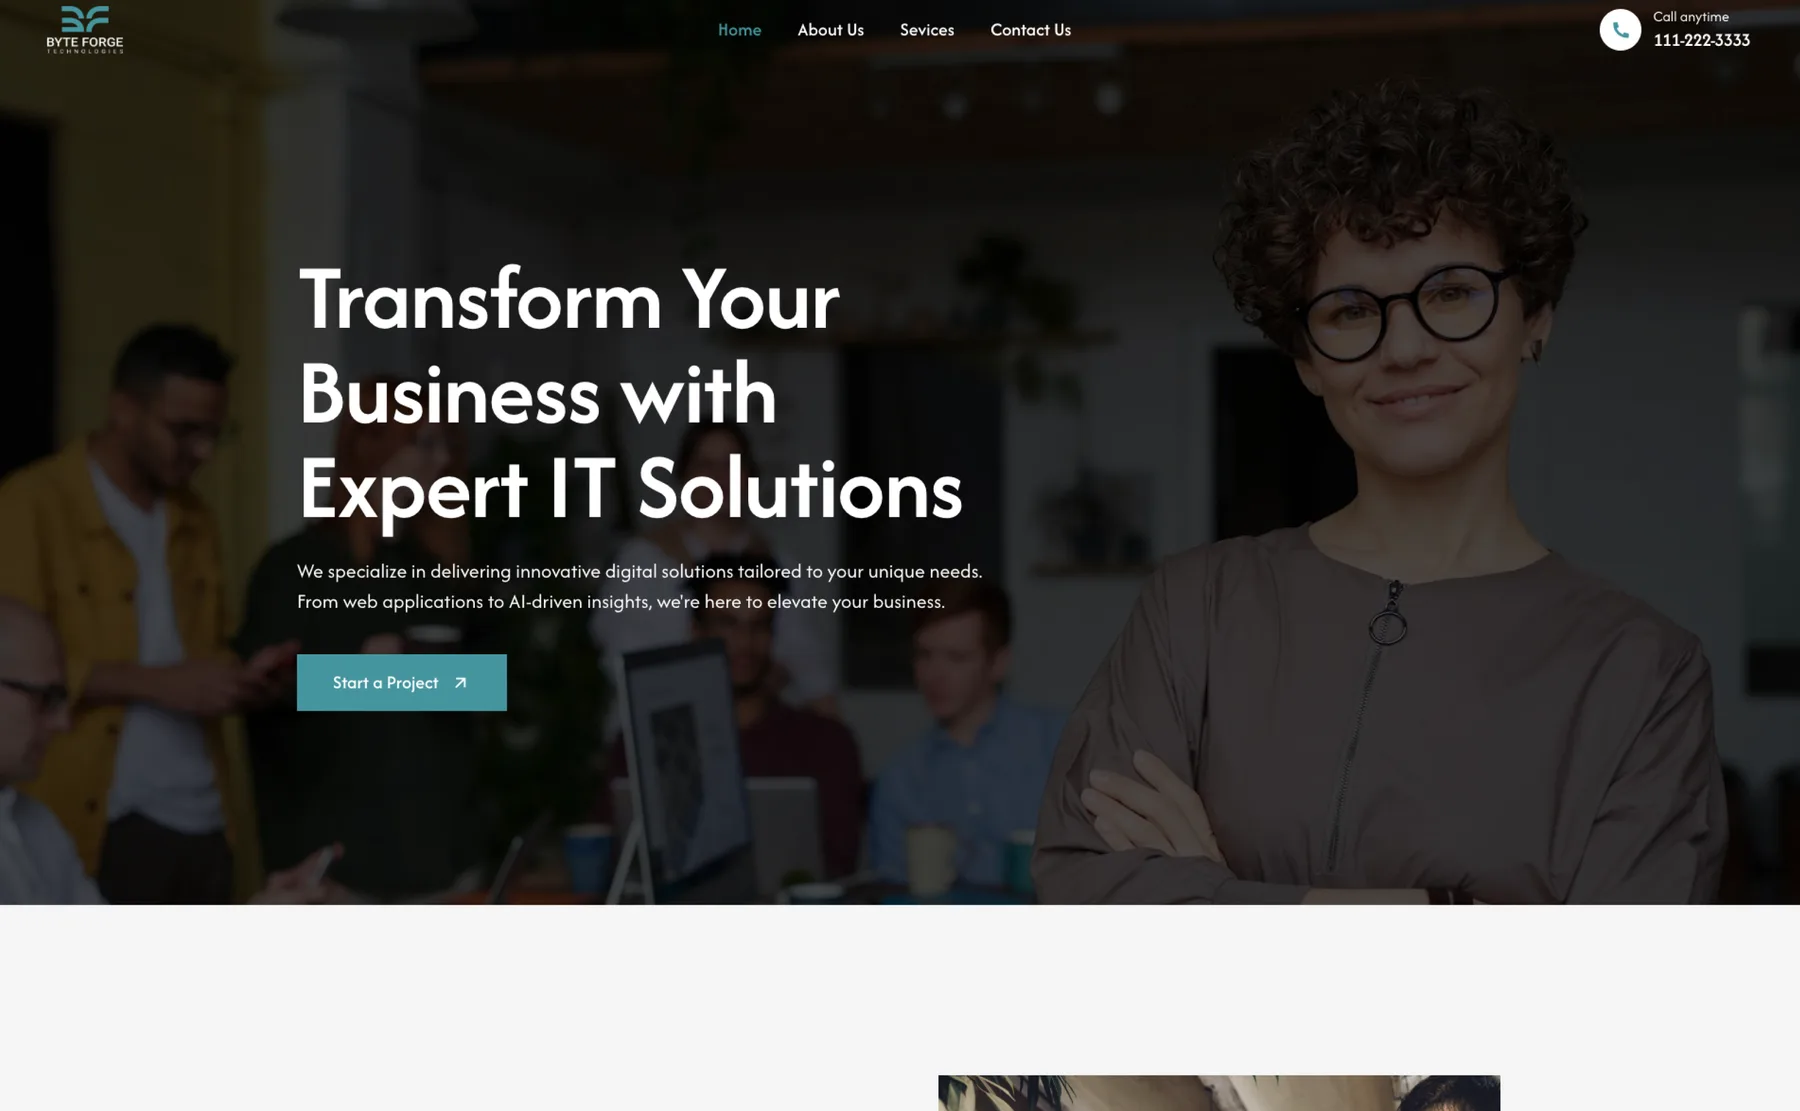 BYTE FORGE
TECHNOLOGIES
Home
About Us
Sevices
Contact Us
Call anytime
111-222-3333
Transform Your
Business with
Expert IT Solutions
We specialize in delivering innovative digital solutions tailored to your unique needs.
From web applications to AI-driven insights, we're here to elevate your business.
Start a Project